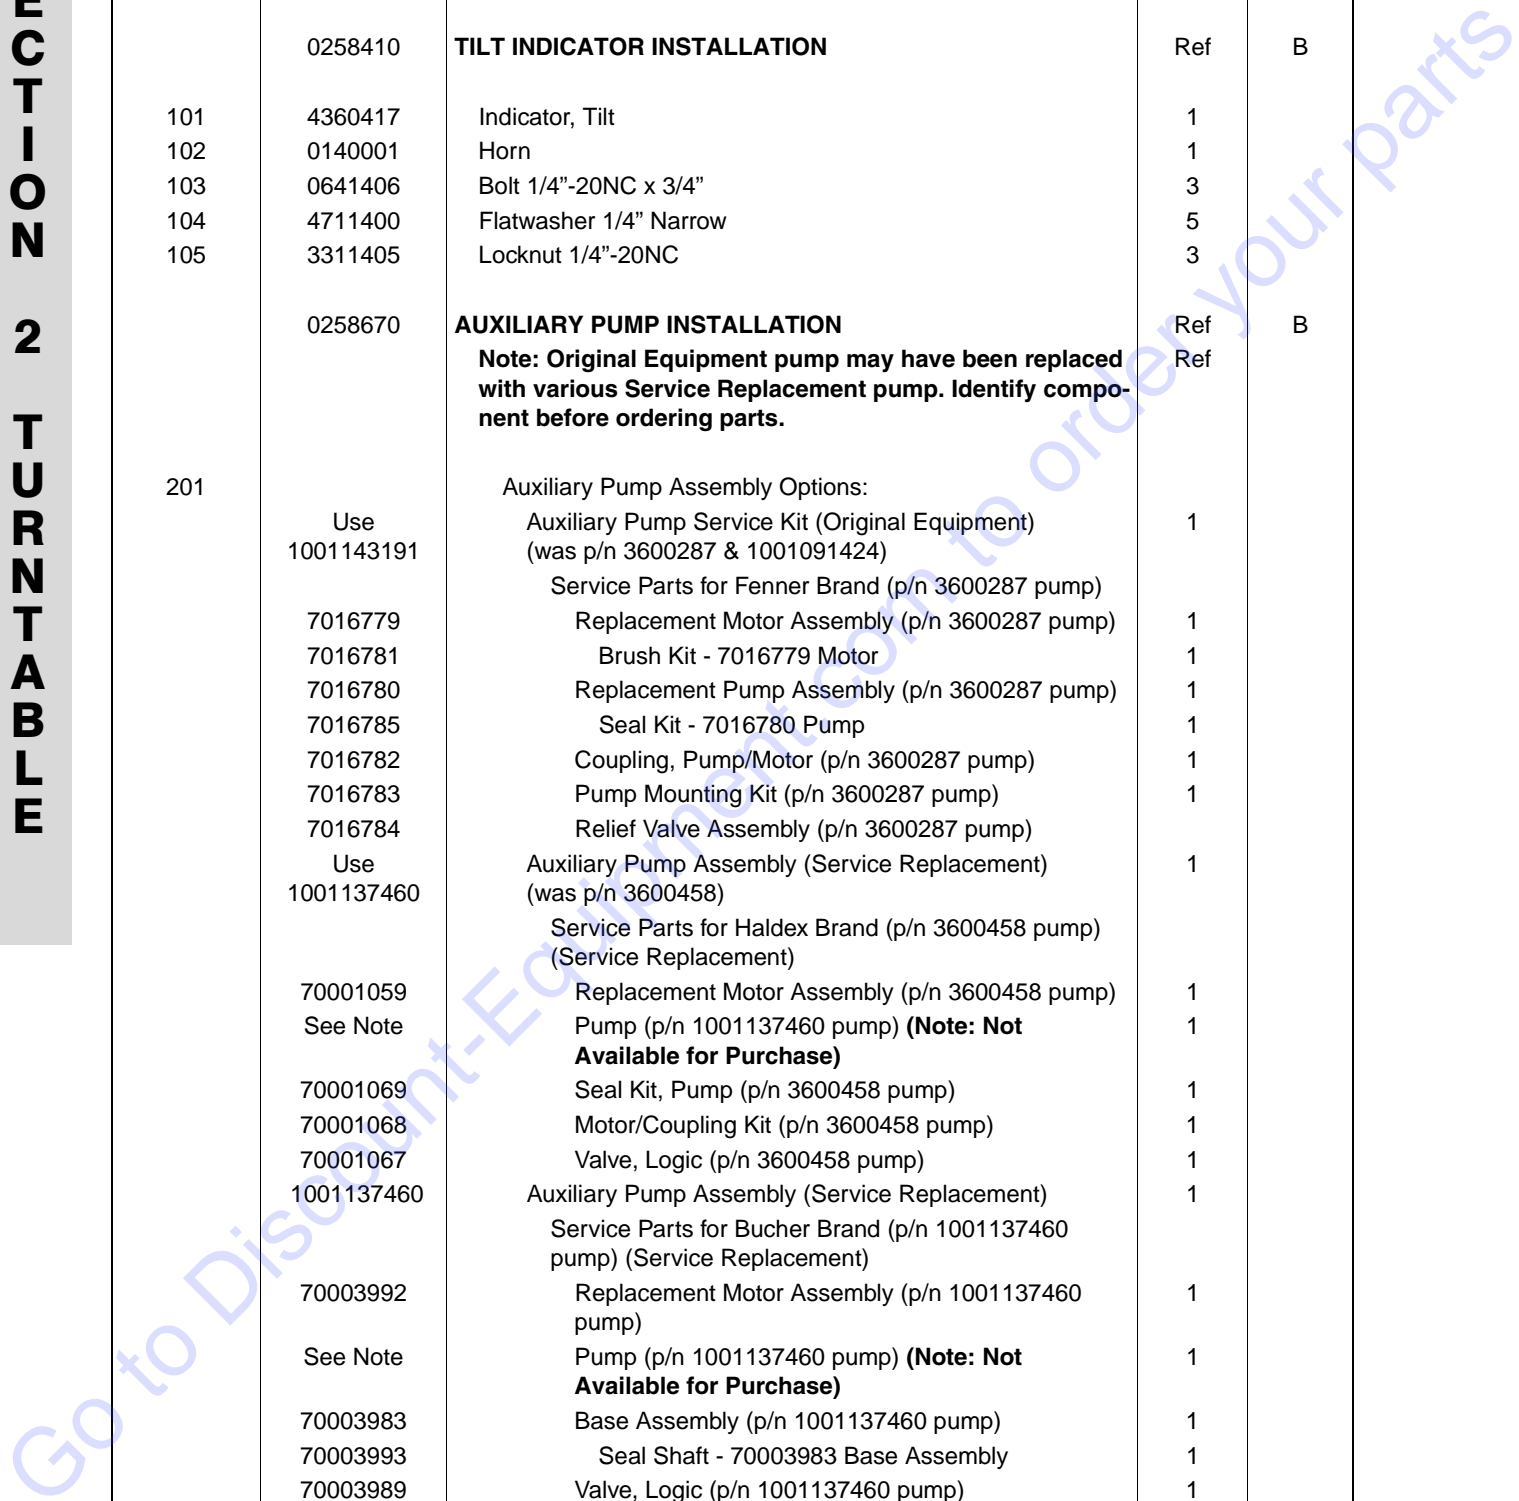 ECTION 2 TURNTABLE
0258410 TILT INDICATOR INSTALLATION Ref B
101 4360417 Indicator, Tilt 1
102 0140001 Horn 1
103 0641406 Bolt 1/4”-20NC x 3/4” 3
104 4711400 Flatwasher 1/4” Narrow 5
105 3311405 Locknut 1/4”-20NC 3
0258670 AUXILIARY PUMP INSTALLATION Ref B
Note: Original Equipment pump may have been replaced Ref
with various Service Replacement pump. Identify compo-
nent before ordering parts.
201 Auxiliary Pump Assembly Options:
Use Auxiliary Pump Service Kit (Original Equipment) 1
1001143191 (was p/n 3600287 & 1001091424)
Service Parts for Fenner Brand (p/n 3600287 pump)
7016779 Replacement Motor Assembly (p/n 3600287 pump) 1
7016781 Brush Kit - 7016779 Motor 1
7016780 Replacement Pump Assembly (p/n 3600287 pump) 1
7016785 Seal Kit - 7016780 Pump 1
7016782 Coupling, Pump/Motor (p/n 3600287 pump) 1
7016783 Pump Mounting Kit (p/n 3600287 pump) 1
7016784 Relief Valve Assembly (p/n 3600287 pump)
Use Auxiliary Pump Assembly (Service Replacement) 1
1001137460 (was p/n 3600458)
Service Parts for Haldex Brand (p/n 3600458 pump)
(Service Replacement)
70001059 Replacement Motor Assembly (p/n 3600458 pump) 1
See Note Pump (p/n 1001137460 pump) (Note: Not 1
Available for Purchase)
70001069 Seal Kit, Pump (p/n 3600458 pump) 1
70001068 Motor/Coupling Kit (p/n 3600458 pump) 1
70001067 Valve, Logic (p/n 3600458 pump) 1
1001137460 Auxiliary Pump Assembly (Service Replacement) 1
Service Parts for Bucher Brand (p/n 1001137460
pump) (Service Replacement)
70003992 Replacement Motor Assembly (p/n 1001137460 1
pump)
See Note Pump (p/n 1001137460 pump) (Note: Not 1
Available for Purchase)
70003983 Base Assembly (p/n 1001137460 pump) 1
70003993 Seal Shaft - 70003983 Base Assembly 1
70003989 Valve, Logic (p/n 1001137460 pump) 1
Go to Discount-Equipment.com to order your parts